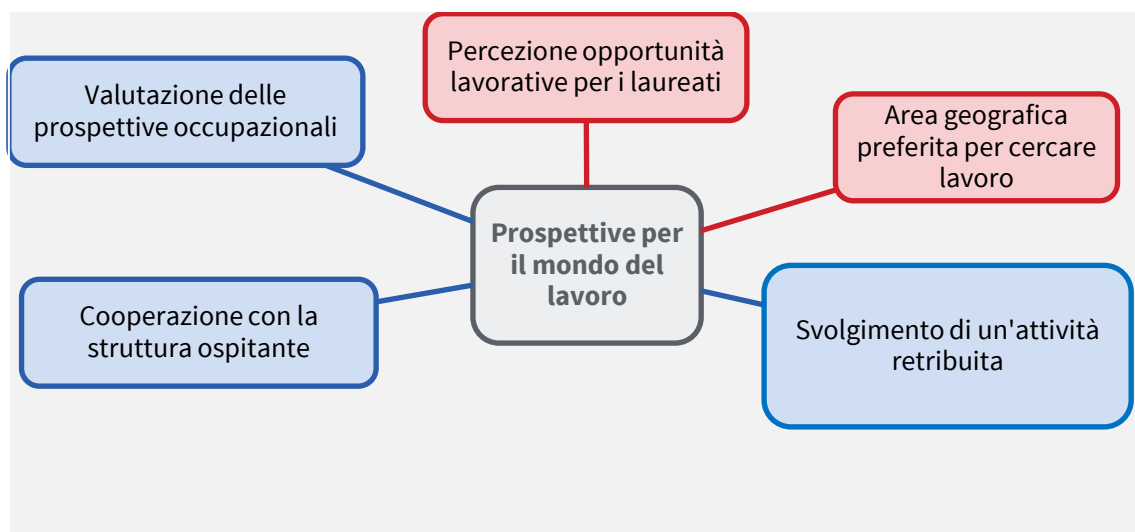 Percezione opportunità
lavorative per i laureati
Valutazione delle
prospettive occupazionali
Area geografica
preferita per cercare
lavoro
Prospettive per
il mondo del
lavoro
Cooperazione con la
struttura ospitante
Svolgimento di un'attività
retribuita